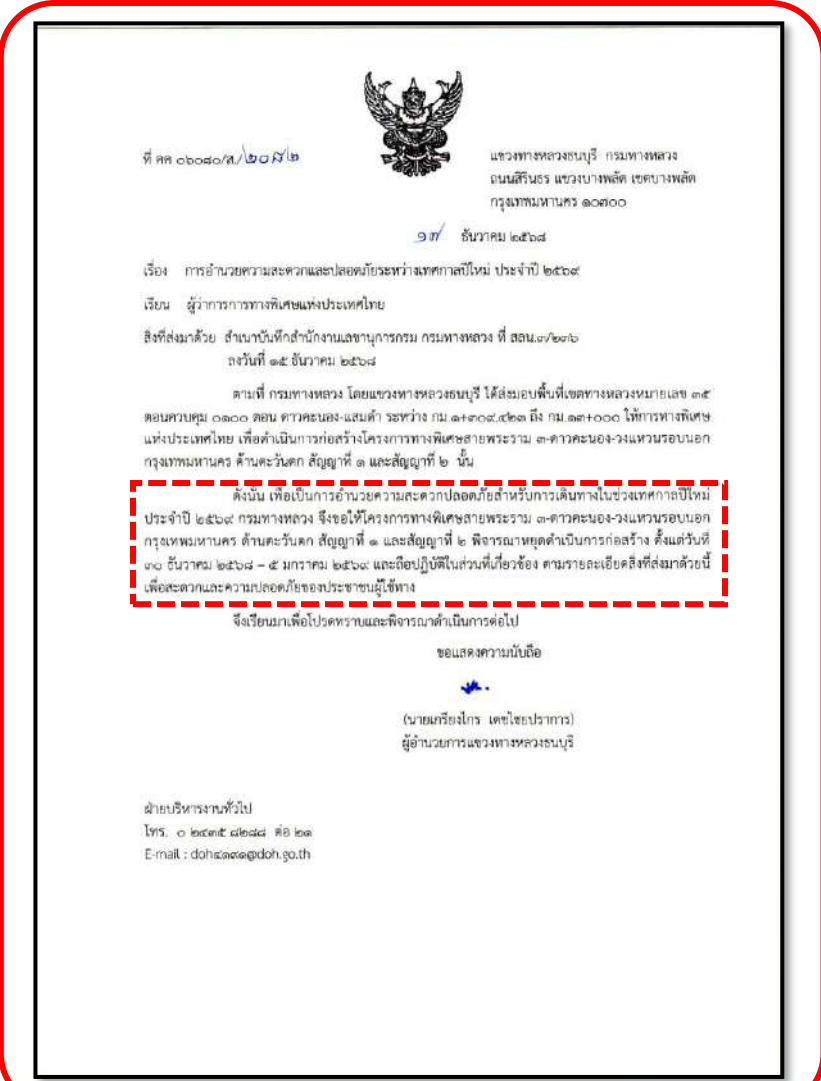 ที่ คค ๐๖๐๘๐/ส./๒๐๘๒
แขวงทางหลวงธนบุรี กรมทางหลวง
ถนนสิรินธร แขวงบางพลัด เขตบางพลัด
กรุงเทพมหานคร ๑๐๗๐๐
๑๗ ธันวาคม ๒๕๖๘
เรื่อง การอำนวยความสะดวกและปลอดภัยระหว่างเทศกาลปีใหม่ ประจำปี ๒๕๖๙
เรียน ผู้ว่าการการทางพิเศษแห่งประเทศไทย
สิ่งที่ส่งมาด้วย สำเนาบันทึกสำนักงานเลขานุการกรม กรมทางหลวง ที่ สลน.๓/๒๓๖
ลงวันที่ ๑๕ ธันวาคม ๒๕๖๘
ตามที่ กรมทางหลวง โดยแขวงทางหลวงธนบุรี ได้ส่งมอบพื้นที่เขตทางหลวงหมายเลข ๓๕
ตอนควบคุม ๐๑๐๐ ตอน ดาวคะนอง-แสมดำ ระหว่าง กม.๑+๓๐๙.๔๒๓ ถึง กม.๑๓+๐๐๐ ให้การทางพิเศษ
แห่งประเทศไทย เพื่อดำเนินการก่อสร้างโครงการทางพิเศษสายพระราม ๓-ดาวคะนอง-วงแหวนรอบนอก
กรุงเทพมหานคร ด้านตะวันตก สัญญาที่ ๑ และสัญญาที่ ๒ นั้น
ดังนั้น เพื่อเป็นการอำนวยความสะดวกปลอดภัยสำหรับการเดินทางในช่วงเทศกาลปีใหม่
ประจำปี ๒๕๖๙ กรมทางหลวง จึงขอให้โครงการทางพิเศษสายพระราม ๓-ดาวคะนอง-วงแหวนรอบนอก
กรุงเทพมหานคร ด้านตะวันตก สัญญาที่ ๑ และสัญญาที่ ๒ พิจารณาหยุดดำเนินการก่อสร้าง ตั้งแต่วันที่
๓๐ ธันวาคม ๒๕๖๘ – ๕ มกราคม ๒๕๖๙ และถือปฏิบัติในส่วนที่เกี่ยวข้อง ตามรายละเอียดสิ่งที่ส่งมาด้วยนี้
เพื่อสะดวกและความปลอดภัยของประชาชนผู้ใช้ทาง
จึงเรียนมาเพื่อโปรดทราบและพิจารณาดำเนินการต่อไป
ขอแสดงความนับถือ
(นายเกรียงไกร เดชไชยปราการ)
ผู้อำนวยการแขวงทางหลวงธนบุรี
ฝ่ายบริหารงานทั่วไป
โทร. ๐ ๒๔๓๕ ๘๒๘๘ ต่อ ๒๑
E-mail : doh๔๑๙๑@doh.go.th